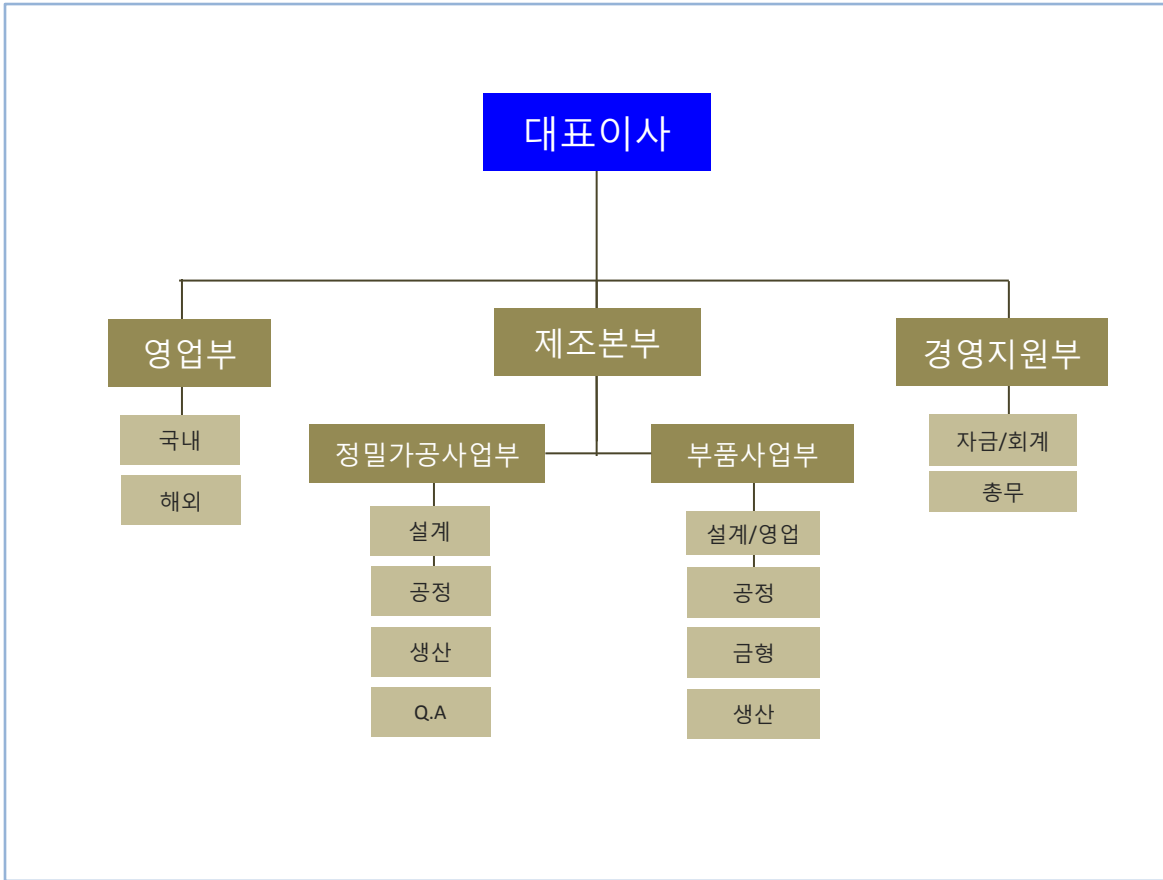 대표이사
영업부
제조본부
경영지원부
국내
해외
정밀가공사업부
부품사업부
자금/회계
총무
설계
공정
생산
Q.A
설계/영업
공정
금형
생산